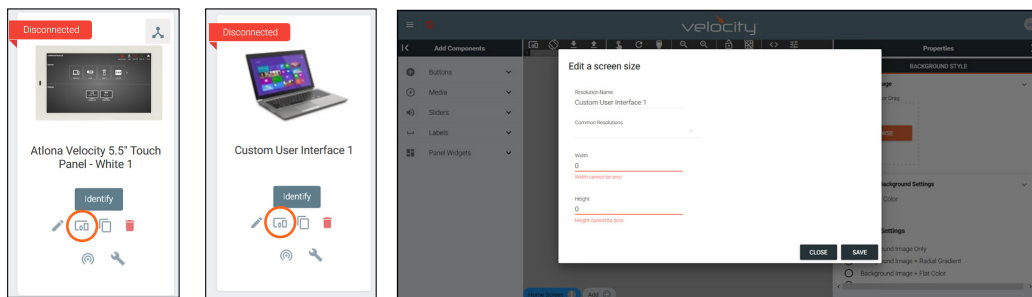 Disconnected
Atlona Velocity 5.5" Touch
Panel - White 1
Identify
Disconnected
Custom User Interface 1
Identify
velocity
Add Components
Buttons
Media
Sliders
Labels
Panel Widgets
Edit a screen size
Resolution Name
Custom User Interface 1
Common Resolutions
Width
0
Width cannot be zero
Height
0
Height cannot be zero
CLOSE
SAVE
Properties
BACKGROUND STYLE
Drag
Background Settings
Color
Settings
Image Only
Background Image + Radial Gradient
Background Image + Flat Color
Home Screen
Add